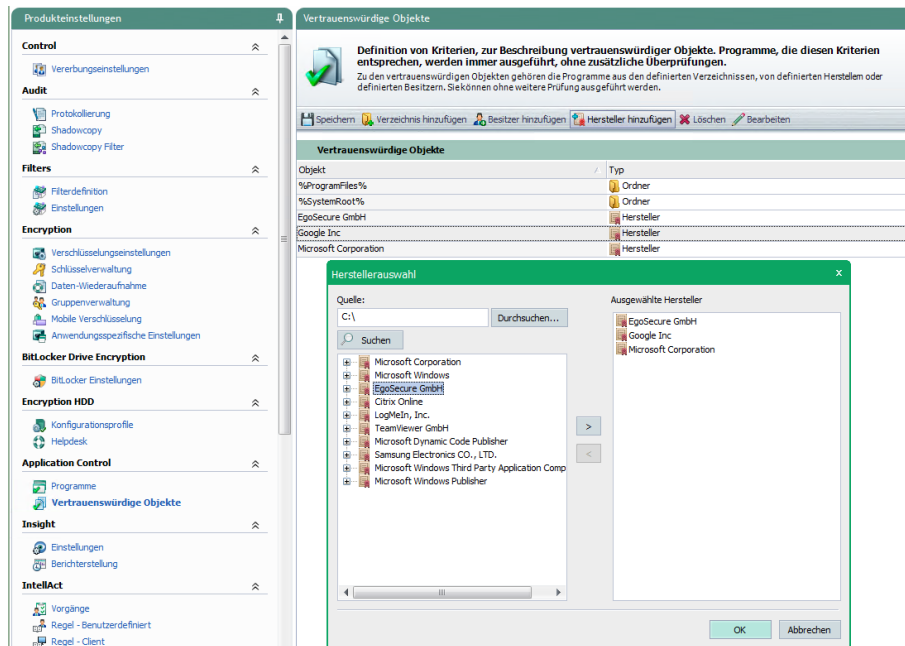 Produkteinstellungen
Control
Vererbungseinstellungen
Audit
Protokollierung
Shadowcopy
Shadowcopy Filter
Filters
Filterdefinition
Einstellungen
Encryption
Verschlüsselungseinstellungen
Schlüsselverwaltung
Daten-Wiederaufnahme
Gruppenverwaltung
Mobile Verschlüsselung
Anwendungsspezifische Einstellungen
BitLocker Drive Encryption
BitLocker Einstellungen
Encryption HDD
Konfigurationsprofile
Helpdesk
Application Control
Programme
Vertrauenswürdige Objekte
Insight
Einstellungen
Berichterstellung
IntellAct
Vorgänge
Regel - Benutzerdefiniert
Regel - Client
Vertrauenswürdige Objekte
Definition von Kriterien, zur Beschreibung vertrauenswürdiger Objekte. Programme, die diesen Kriterien
entsprechen, werden immer ausgeführt, ohne zusätzliche Überprüfungen.
Zu den vertrauenswürdigen Objekten gehören die Programme aus den definierten Verzeichnissen, von definierten Herstellern oder
definierten Besitzern. Sie können ohne weitere Prüfung ausgeführt werden.
Speichern Verzeichnis hinzufügen Besitzer hinzufügen Hersteller hinzufügen Löschen Bearbeiten
Vertrauenswürdige Objekte
Objekt Typ
%ProgramFiles% Ordner
%SystemRoot% Ordner
EgoSecure GmbH Hersteller
Google Inc Hersteller
Microsoft Corporation Hersteller
Herstellerauswahl x
Quelle:
C:\ Durchsuchen...
Suchen
Microsoft Corporation
Microsoft Windows
EgoSecure GmbH
Citrix Online
LogMeIn, Inc.
TeamViewer GmbH
Microsoft Dynamic Code Publisher
Samsung Electronics CO., LTD.
Microsoft Windows Third Party Application Comp
Microsoft Windows Publisher
>
<
Ausgewählte Hersteller
EgoSecure GmbH
Google Inc
Microsoft Corporation
OK Abbrechen